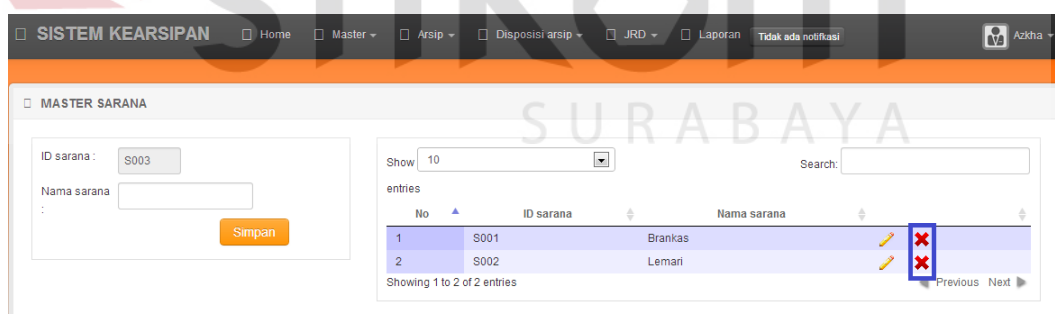 SISTEM KEARSIPAN Home Master Arsip Disposisi arsip JRD Laporan Tidak ada notifkasi Azkha
MASTER SARANA
SURABAYA
ID sarana : S003
Nama sarana
:
Simpan
Show 10
entries
Search:
No ID sarana Nama sarana
1 S001 Brankas
2 S002 Lemari
Showing 1 to 2 of 2 entries
Previous Next